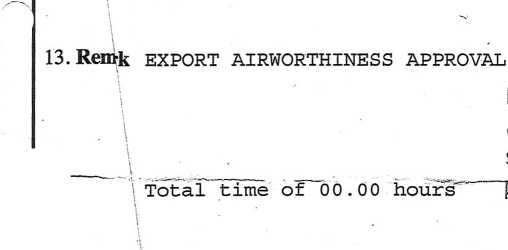 13. Remk EXPORT AIRWORTHINESS APPROVAL
Total time of 00.00 hours